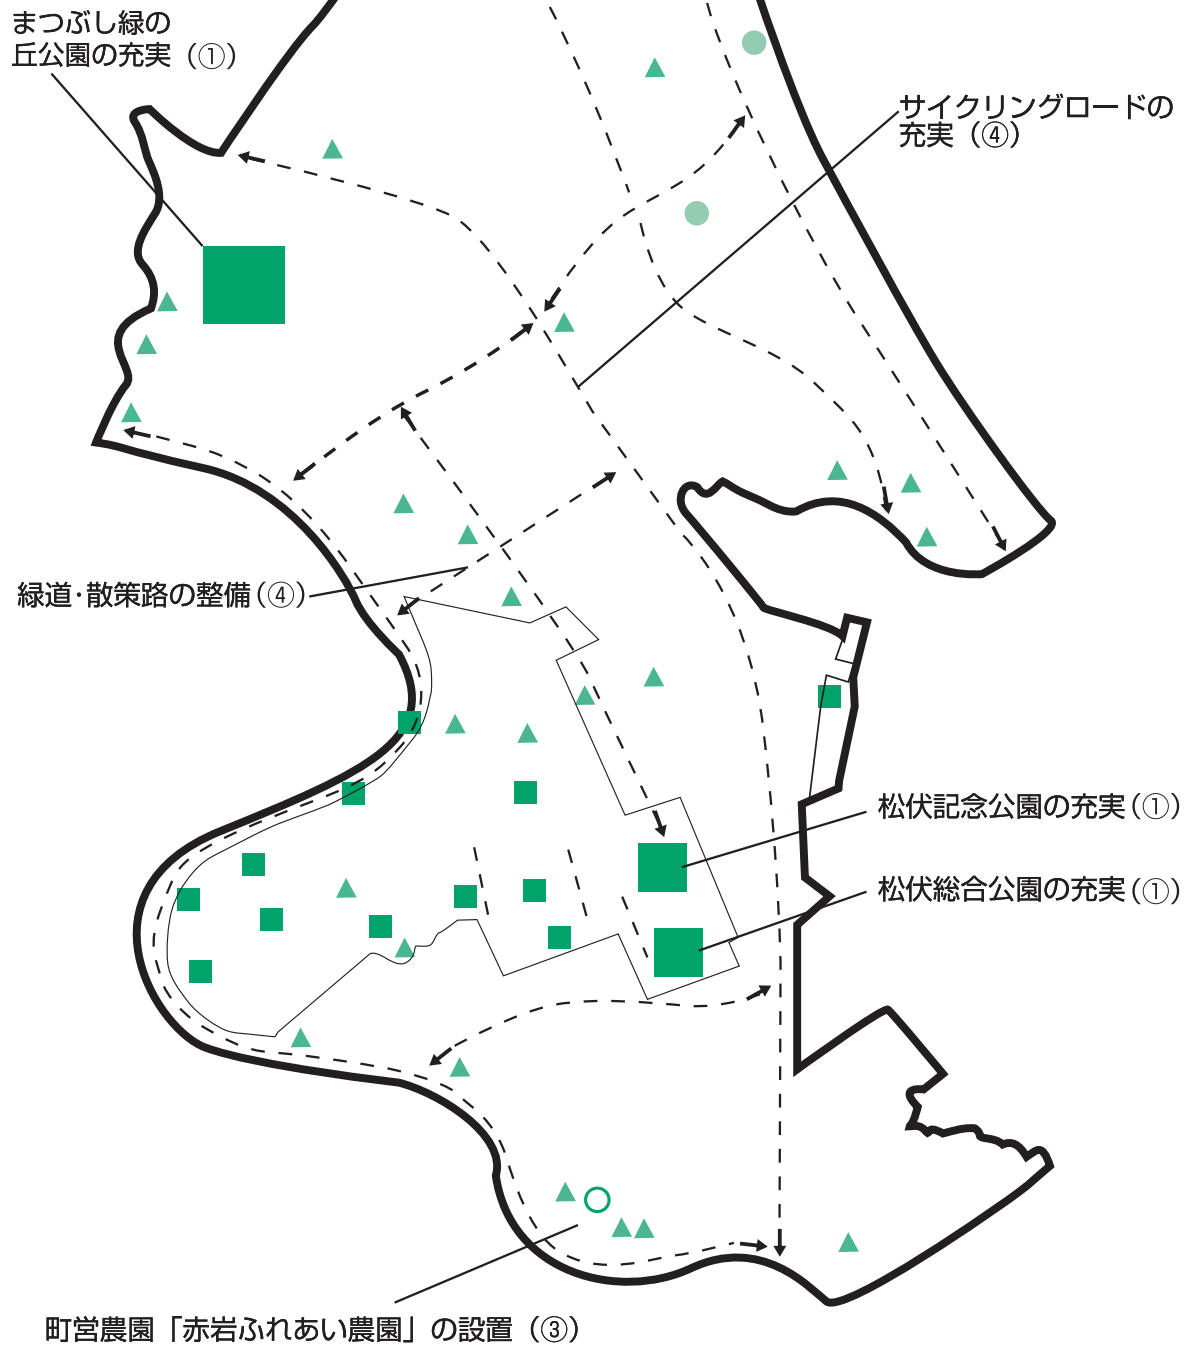 まつぶし緑の
丘公園の充実（①）
サイクリングロードの
充実（④）
緑道・散策路の整備（④）
松伏記念公園の充実（①）
松伏総合公園の充実（①）
町営農園「赤岩ふれあい農園」の設置（③）